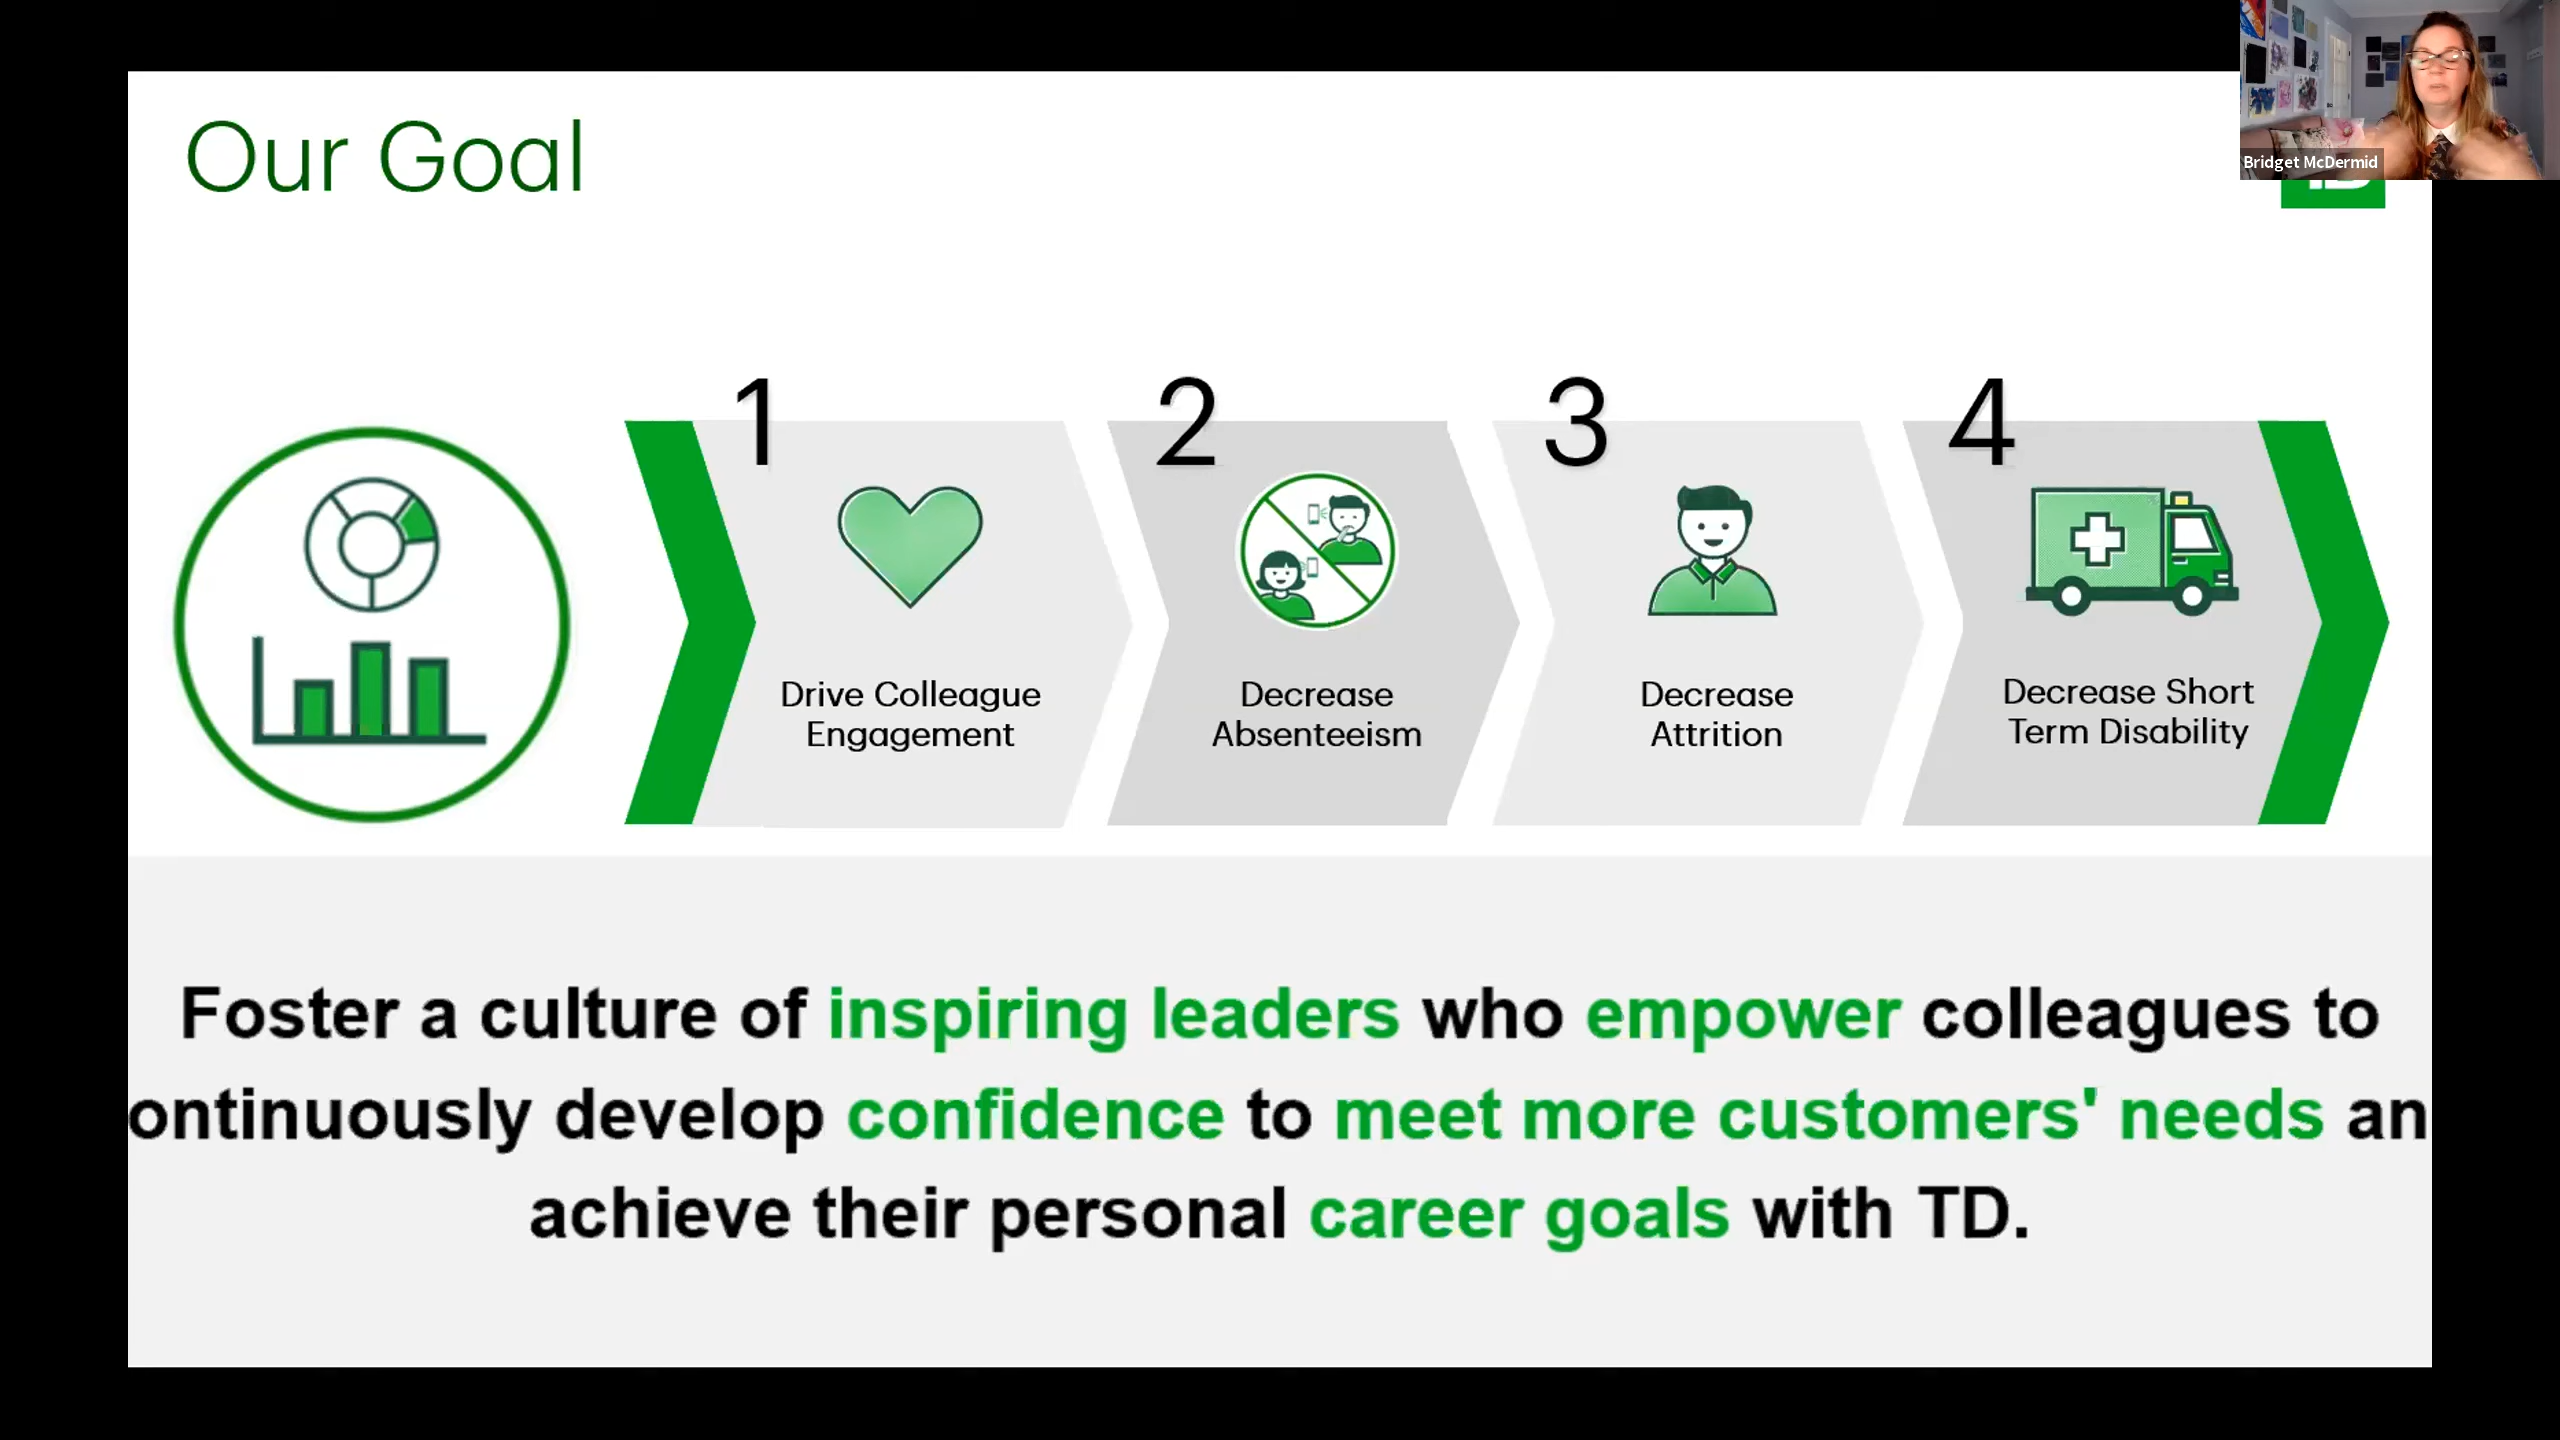 Our Goal
Bridget McDermid
1
2
3
4
Drive Colleague
Engagement
Decrease
Absenteeism
Decrease
Attrition
Decrease Short
Term Disability
Foster a culture of inspiring leaders who empower colleagues to
ontinuously develop confidence to meet more customers' needs an
achieve their personal career goals with TD.